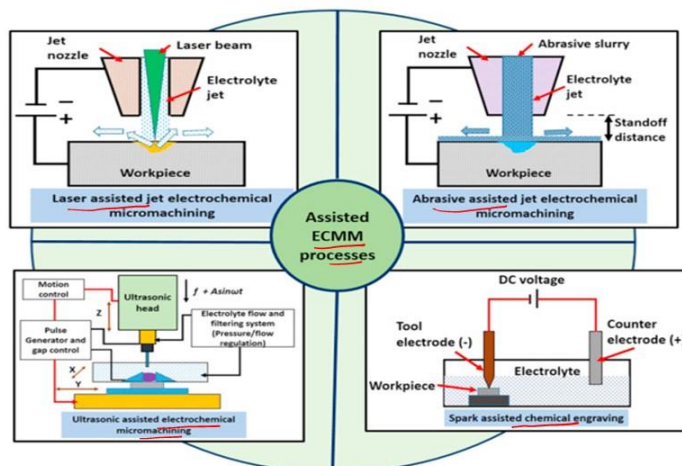 Jet
nozzle
Laser beam
Electrolyte
jet
−
+
Workpiece
Laser assisted jet electrochemical
micromachining
Jet
nozzle
Abrasive slurry
Electrolyte
jet
Standoff
distance
−
+
Workpiece
Abrasive assisted jet electrochemical
micromachining
Assisted
ECMM
processes
Motion
control
Ultrasonic
head
f + Asinωt
Z
Pulse
Generator and
gap control
Electrolyte flow and
filtering system
(Pressure/flow
regulation)
X
Y
Ultrasonic assisted electrochemical
micromachining
DC voltage
Tool
electrode (-)
Counter
electrode (+)
Electrolyte
Workpiece
Spark assisted chemical engraving